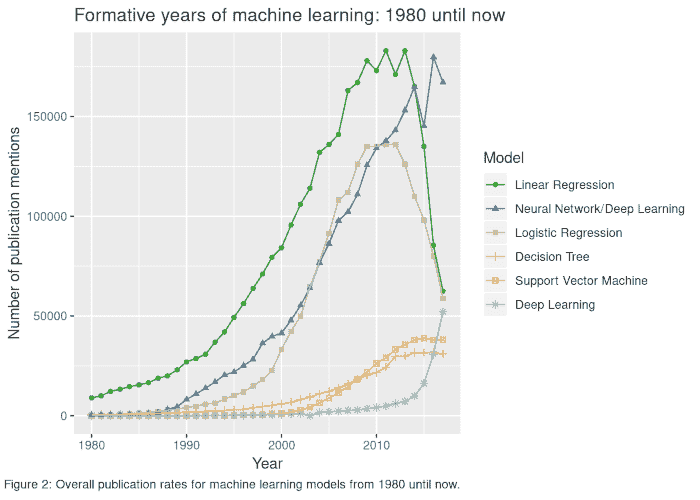 Formative years of machine learning: 1980 until now
Number of publication mentions
150000
100000
50000
0
1980
1990
2000
2010
Year
Model
Linear Regression
Neural Network/Deep Learning
Logistic Regression
Decision Tree
Support Vector Machine
Deep Learning
Figure 2: Overall publication rates for machine learning models from 1980 until now.